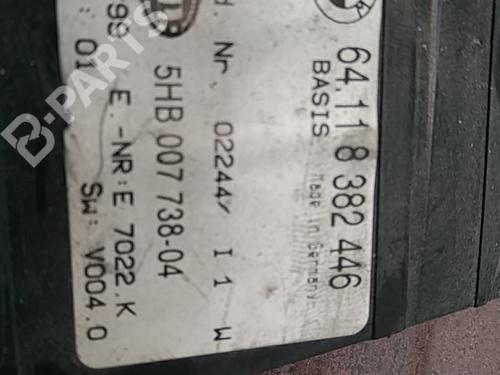 64.11 8 382 446
BASIS Made in Germany
d. Nr. 02244/ I 1 W
5HB 007 738-04
E.-NR:E 7022.K
: 01 SW: V004.0
B-PARTS